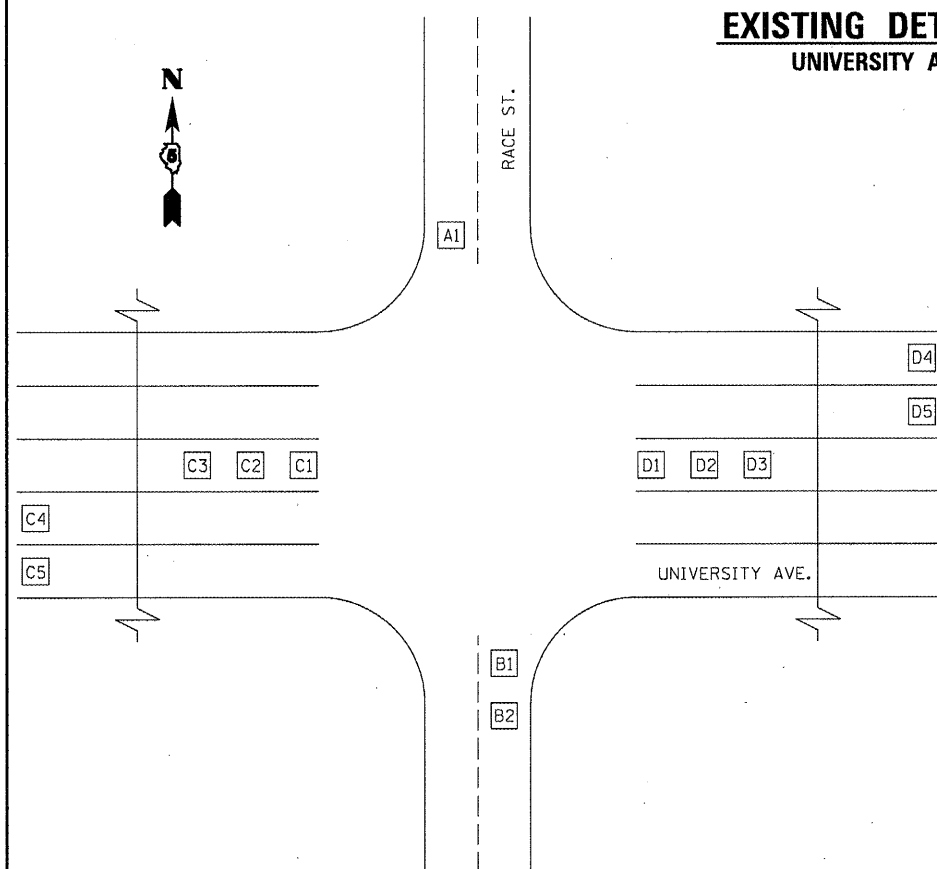 EXISTING DET
UNIVERSITY A
N
5
RACE ST.
A1
D4
D5
C3 C2 C1
D1 D2 D3
C4
C5
UNIVERSITY AVE.
B1
B2